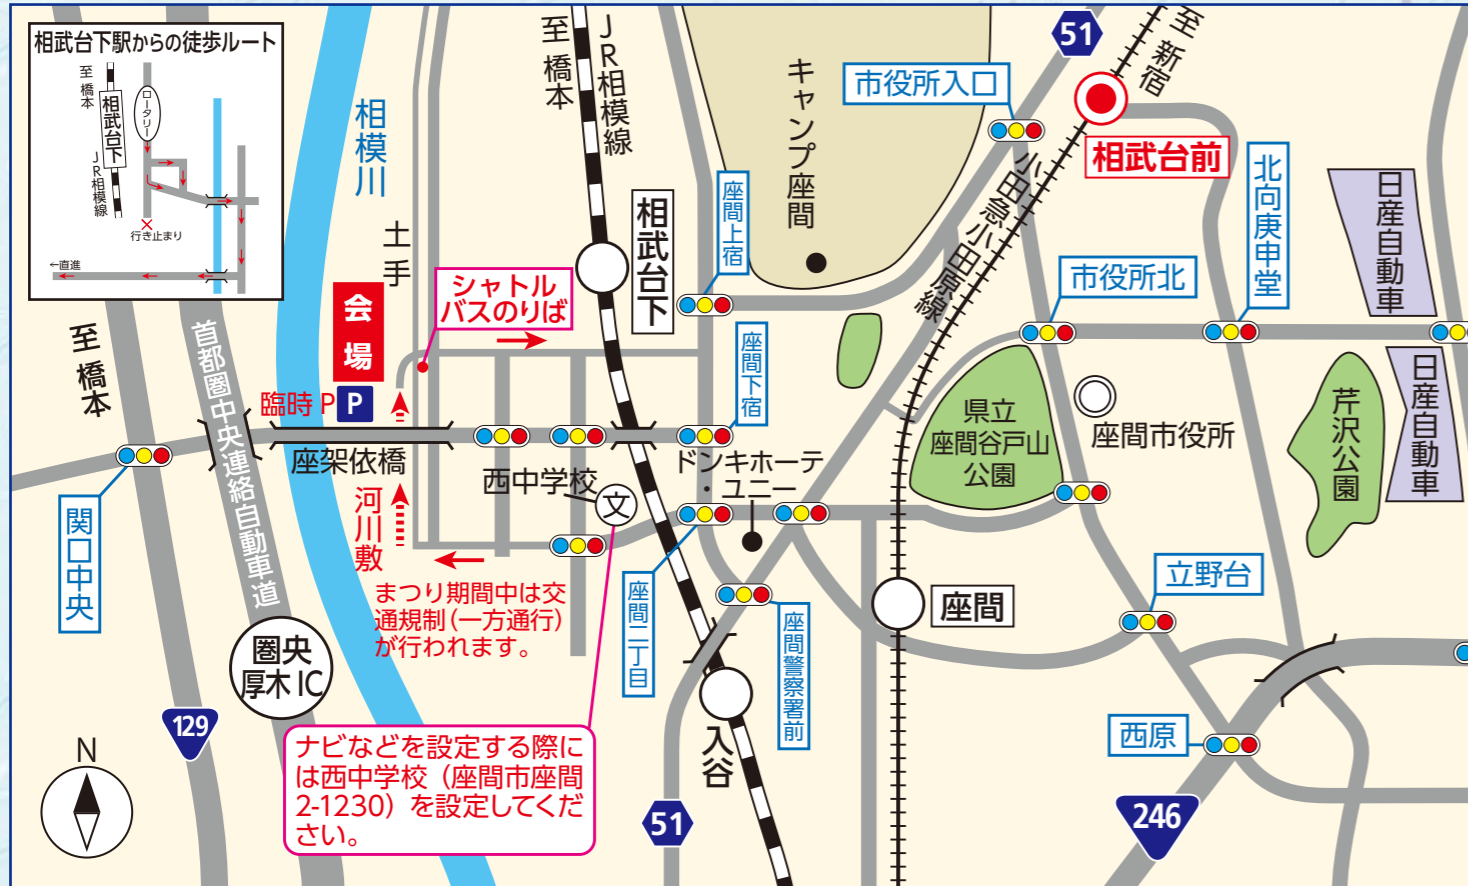 相武台下駅からの徒歩ルート
至 橋本
ロータリー
相武台下
JR相模線
行き止まり
←直進
相模川
土手
会場
臨時P
P
シャトル
バスのりば
至 橋本
JR相模線
相武台下
キャンプ座間
座間上宿
座間下宿
市役所入口
51
至 新宿
相武台前
小田急小田原線
北向庚申堂
市役所北
日産自動車
日産自動車
芹沢公園
県立
座間谷戸山
公園
座間市役所
至 橋本
首都圏中央連絡自動車道
座架依橋
関口中央
河川敷
西中学校
文
ドンキホーテ
・ユニー
まつり期間中は交
通規制(一方通行)
が行われます。
座間二丁目
座間警察署前
座間
立野台
西原
圏央
厚木IC
129
入谷
51
246
N
ナビなどを設定する際に
は西中学校（座間市座間
2-1230）を設定してくだ
さい。